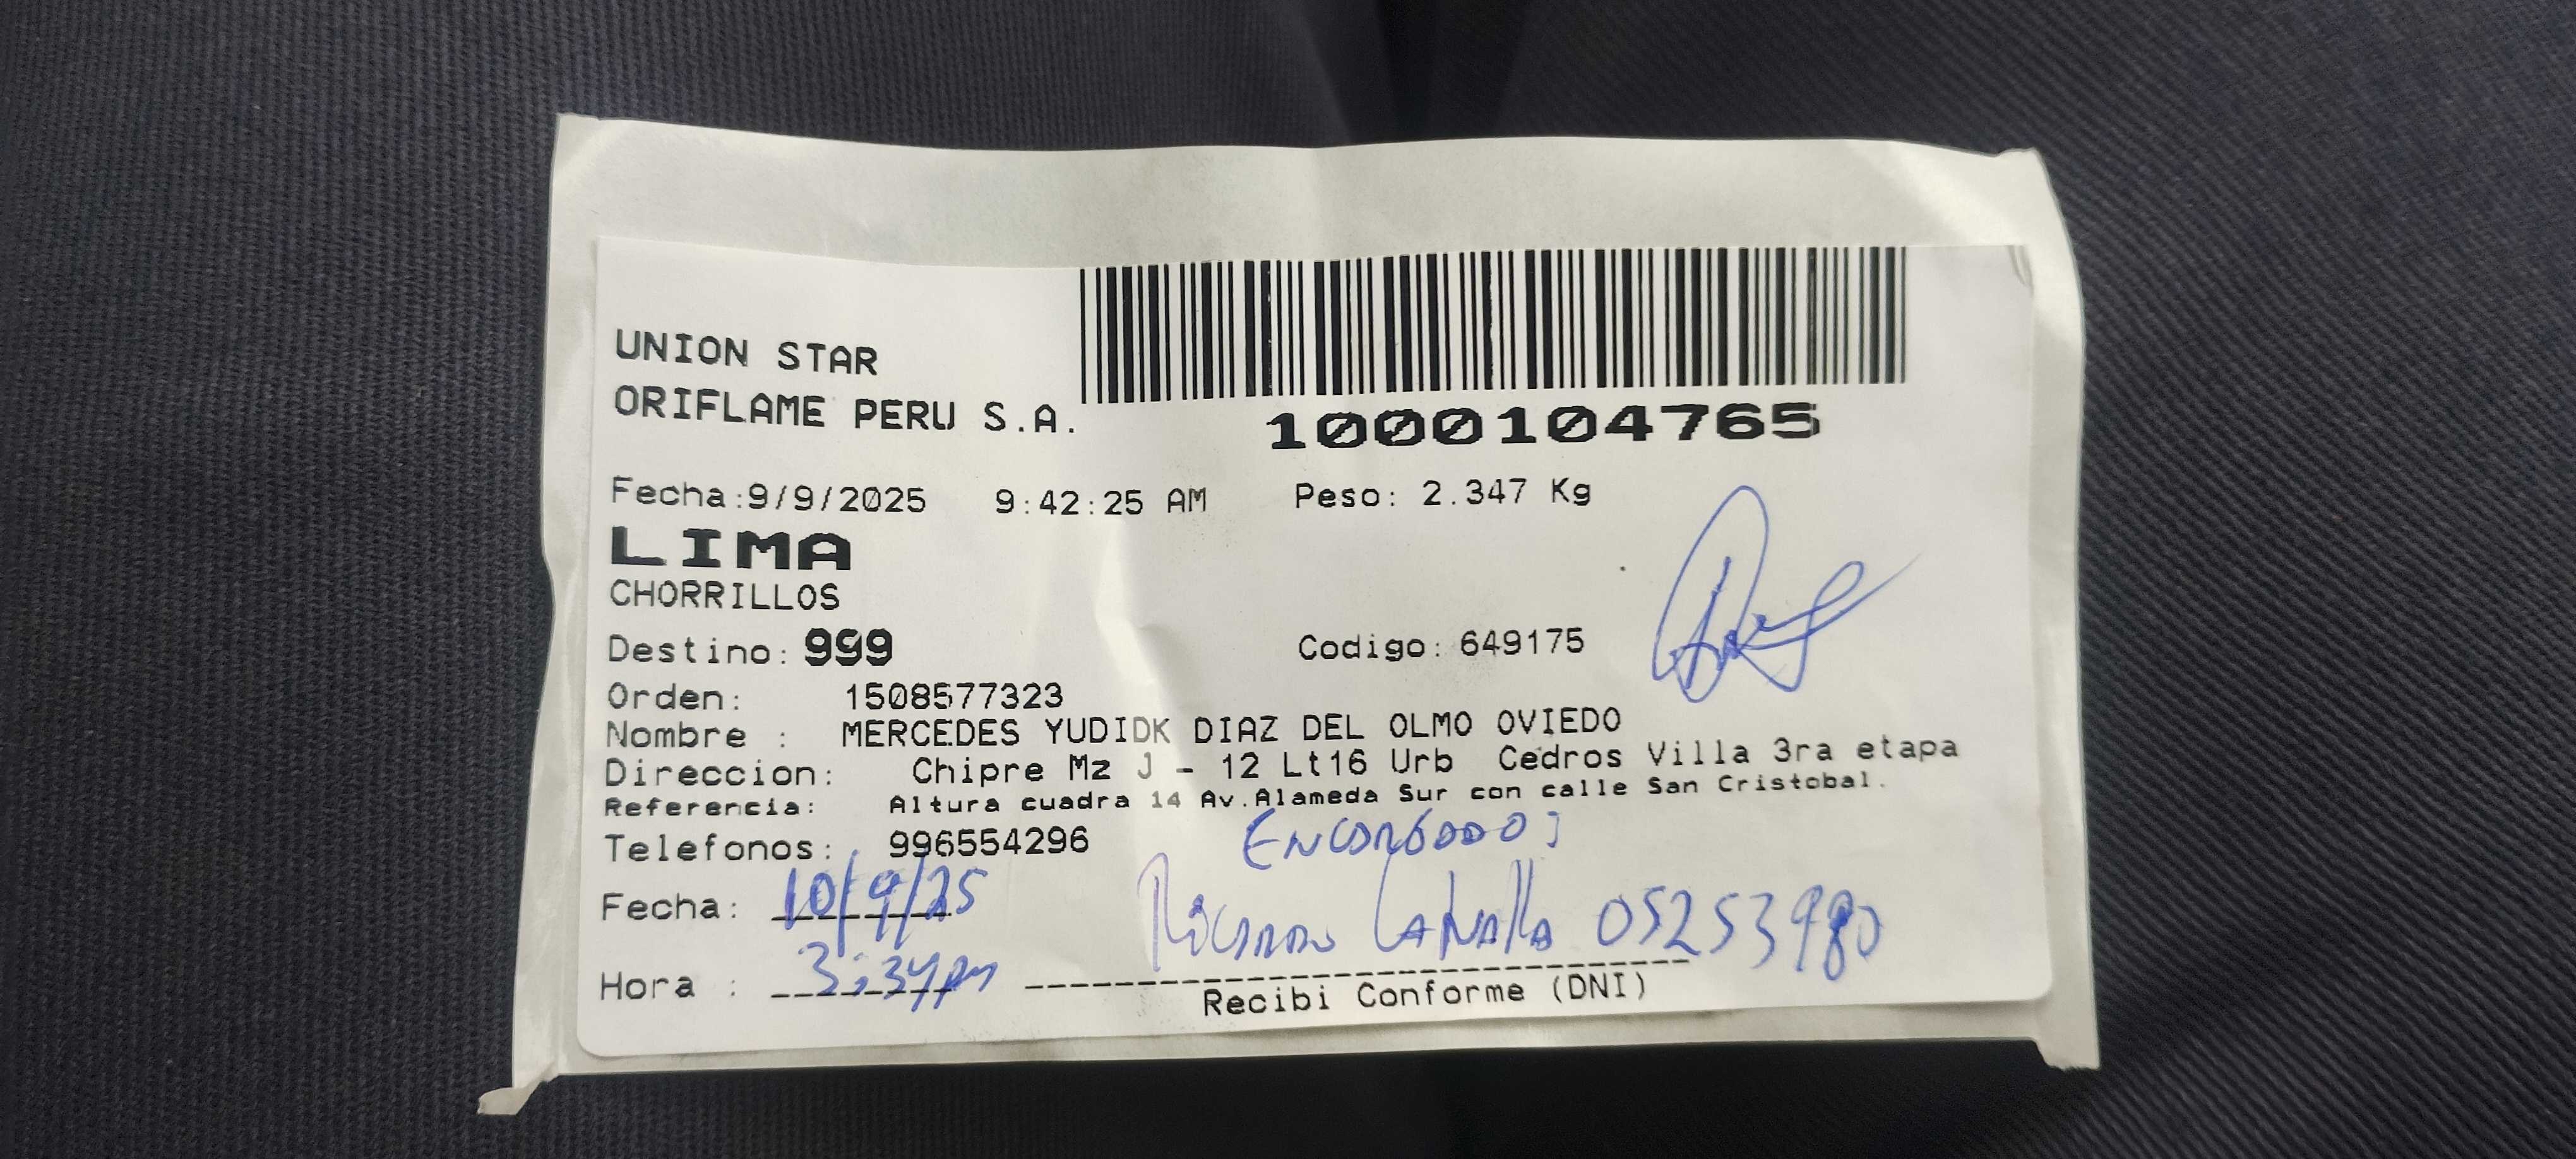 UNION STAR
ORIFLAME PERU S.A.
1000104765
Fecha:9/9/2025 9:42:25 AM Peso: 2.347 Kg
LIMA
CHORRILLOS
Destino: 999 Codigo: 649175
Orden: 1508577323
Nombre : MERCEDES YUDIDK DIAZ DEL OLMO OVIEDO
Direccion: Chipre Mz J - 12 Lt16 Urb Cedros Villa 3ra etapa
Referencia: Altura cuadra 14 Av.Alameda Sur con calle San Cristobal.
Telefonos: 996554296
Fecha: 10/9/25
Hora : 3:34pm
05253980
Recibi Conforme (DNI)